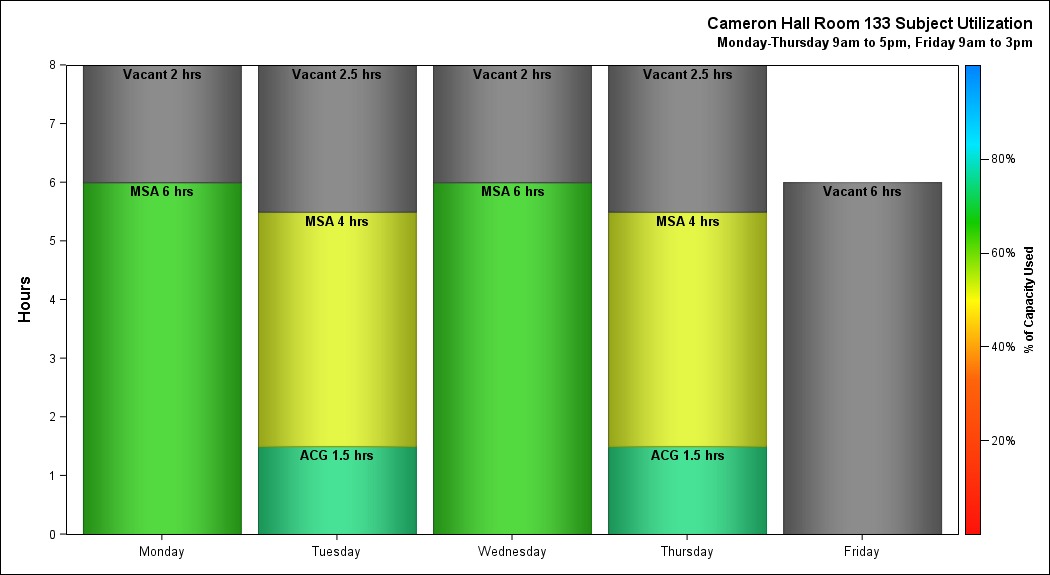 Cameron Hall Room 133 Subject Utilization
Monday-Thursday 9am to 5pm, Friday 9am to 3pm
8
7
6
5
4
3
2
1
0
Hours
Vacant 2 hrs
MSA 6 hrs
Vacant 2.5 hrs
MSA 4 hrs
ACG 1.5 hrs
Vacant 2 hrs
MSA 6 hrs
Vacant 2.5 hrs
MSA 4 hrs
ACG 1.5 hrs
Vacant 6 hrs
Monday
Tuesday
Wednesday
Thursday
Friday
80%
60%
40%
20%
% of Capacity Used